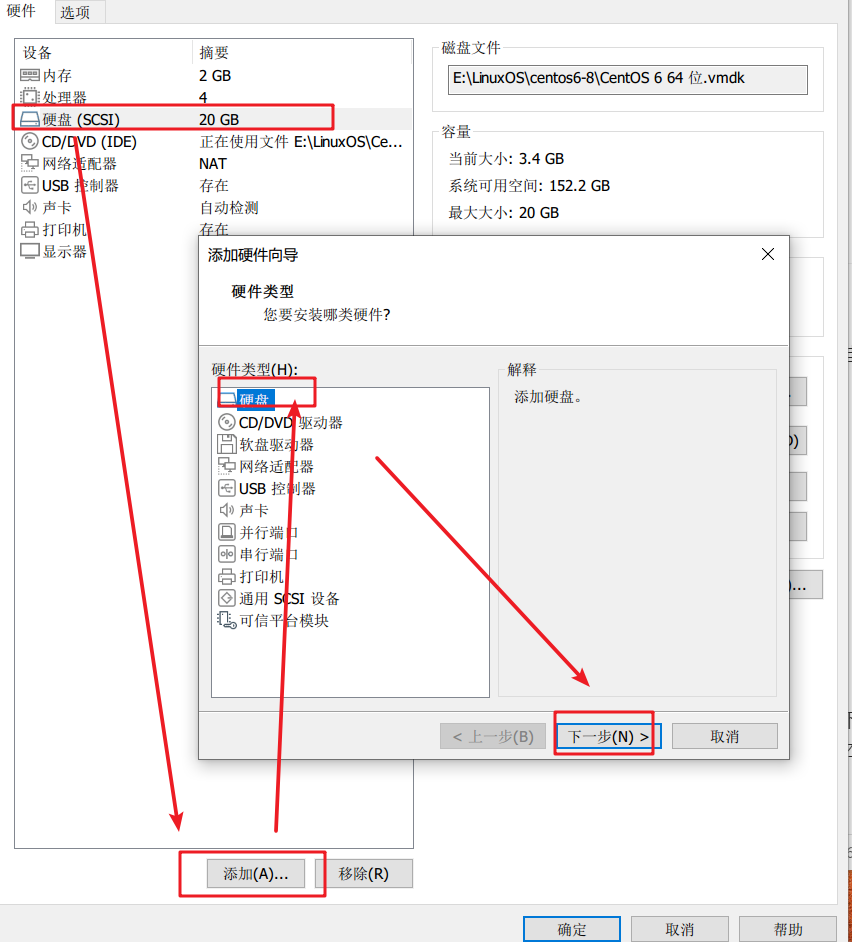 硬件 选项
设备 摘要
内存 2 GB
处理器 4
硬盘 (SCSI) 20 GB
CD/DVD (IDE) 正在使用文件 E:\LinuxOS\Ce...
网络适配器 NAT
USB 控制器 存在
声卡 自动检测
打印机 存在
显示器
磁盘文件
E:\LinuxOS\centos6-8\CentOS 6 64 位.vmdk
容量
当前大小: 3.4 GB
系统可用空间: 152.2 GB
最大大小: 20 GB
添加硬件向导
硬件类型
您要安装哪类硬件?
硬件类型(H):
硬盘
CD/DVD 驱动器
软盘驱动器
网络适配器
USB 控制器
声卡
并行端口
串行端口
打印机
通用 SCSI 设备
可信平台模块
解释
添加硬盘。
< 上一步(B) 下一步(N) > 取消
添加(A)... 移除(R)
确定 取消 帮助